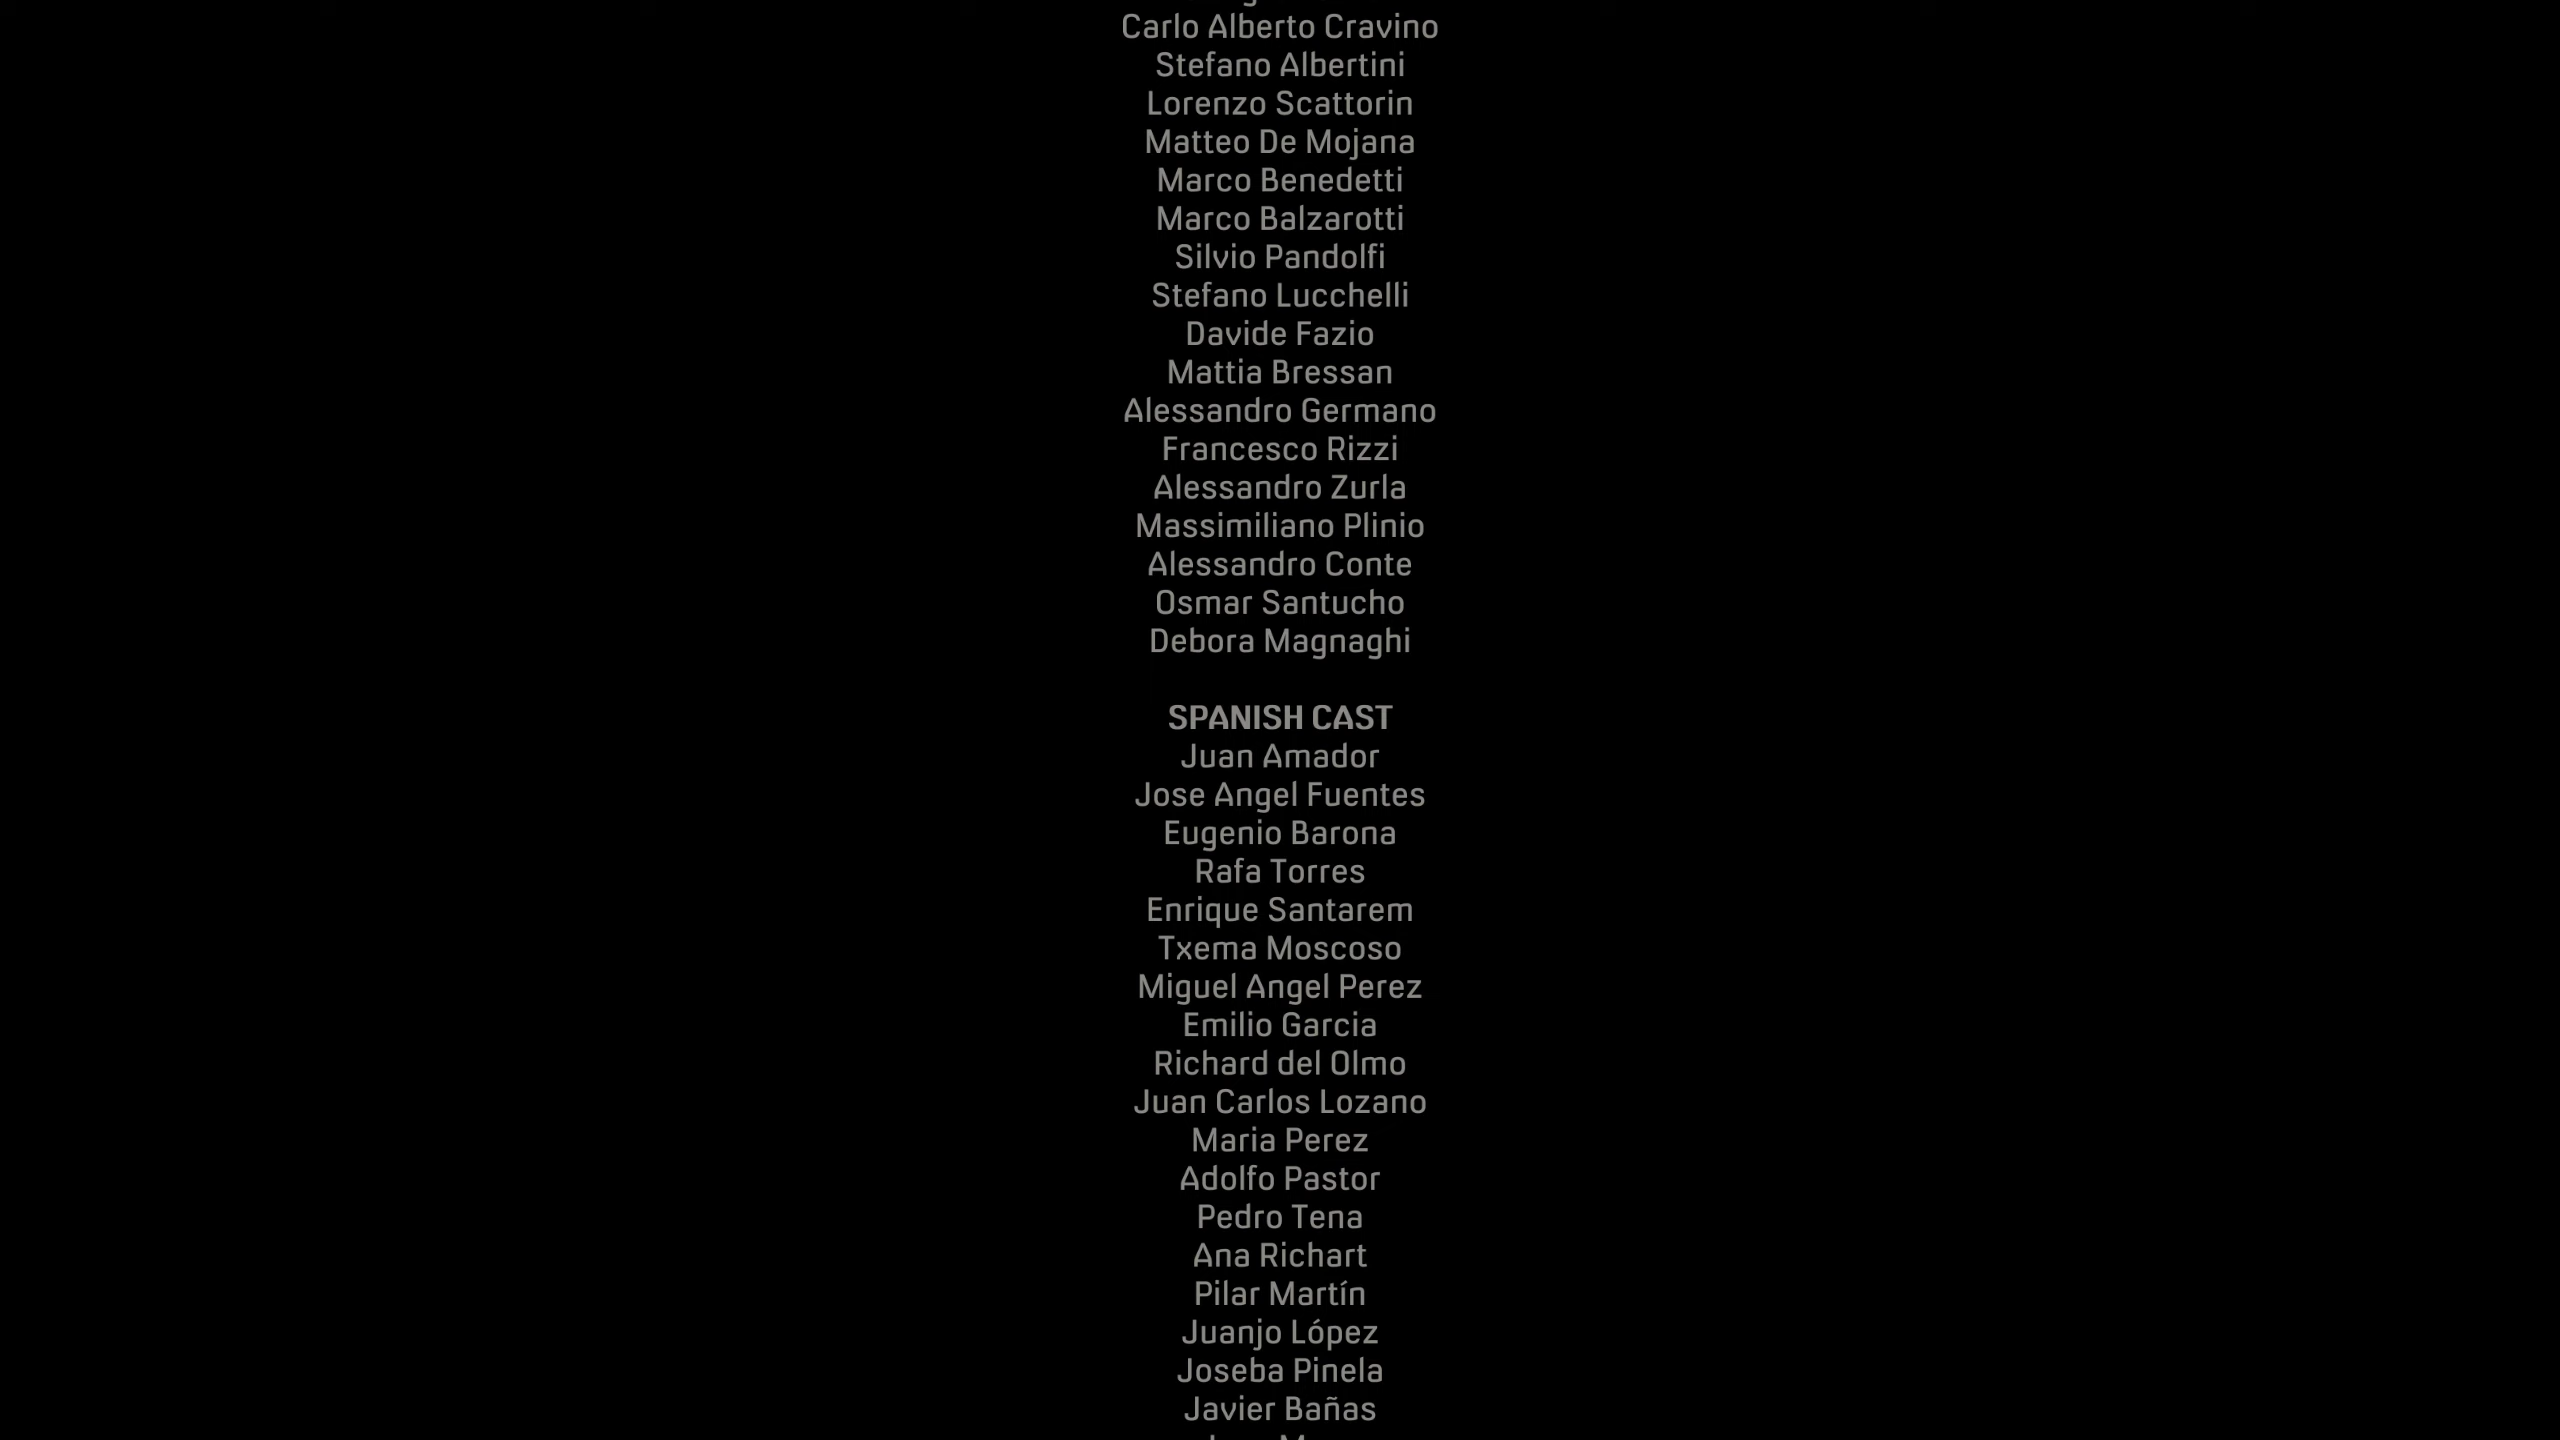 Carlo Alberto Cravino
Stefano Albertini
Lorenzo Scattorin
Matteo De Mojana
Marco Benedetti
Marco Balzarotti
Silvio Pandolfi
Stefano Lucchelli
Davide Fazio
Mattia Bressan
Alessandro Germano
Francesco Rizzi
Alessandro Zurla
Massimiliano Plinio
Alessandro Conte
Osmar Santucho
Debora Magnaghi
SPANISH CAST
Juan Amador
Jose Angel Fuentes
Eugenio Barona
Rafa Torres
Enrique Santarem
Txema Moscoso
Miguel Angel Perez
Emilio Garcia
Richard del Olmo
Juan Carlos Lozano
Maria Perez
Adolfo Pastor
Pedro Tena
Ana Richart
Pilar Martín
Juanjo López
Joseba Pinela
Javier Bañas